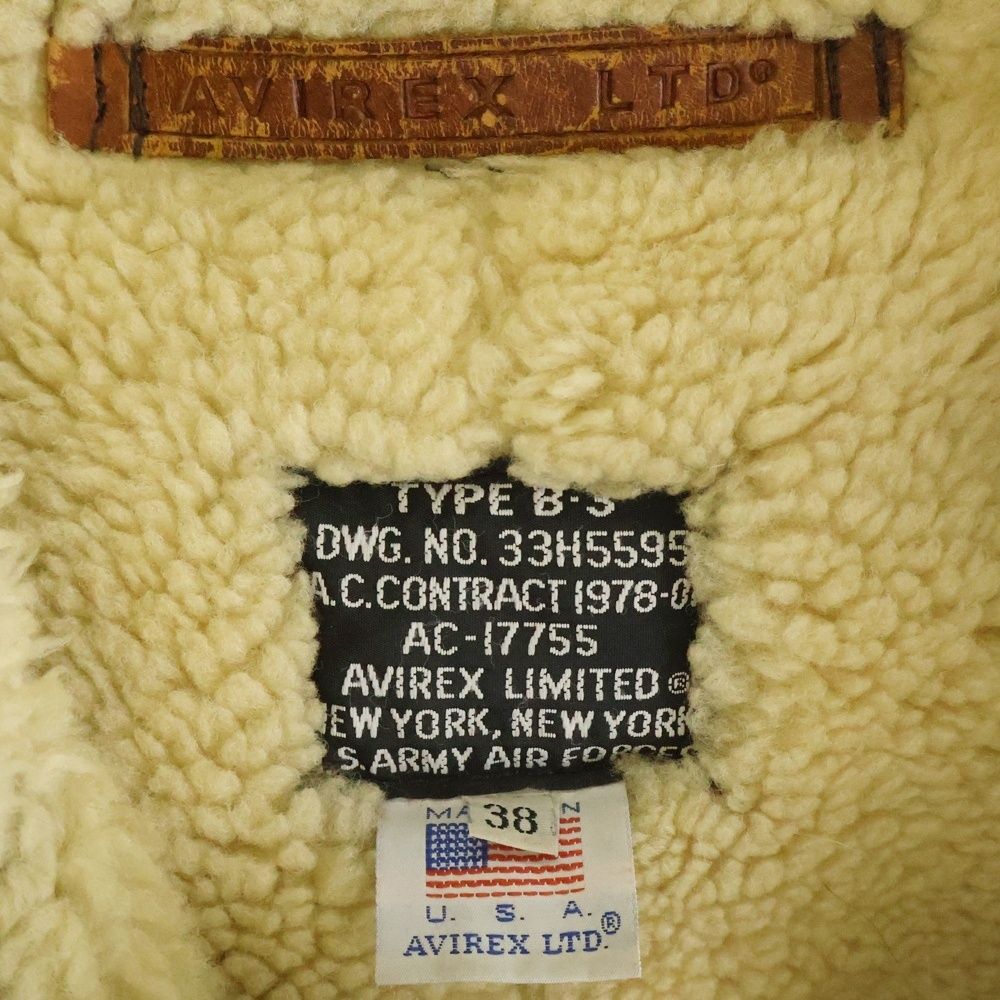 AVIREX LTD®
TYPE B-3
DWG. NO. 33H5595
A.C. CONTRACT 1978-0
AC-17755
AVIREX LIMITED ®
EW YORK, NEW YORK
S. ARMY AIR FORCES
38
U. S. A.
AVIREX LTD.®